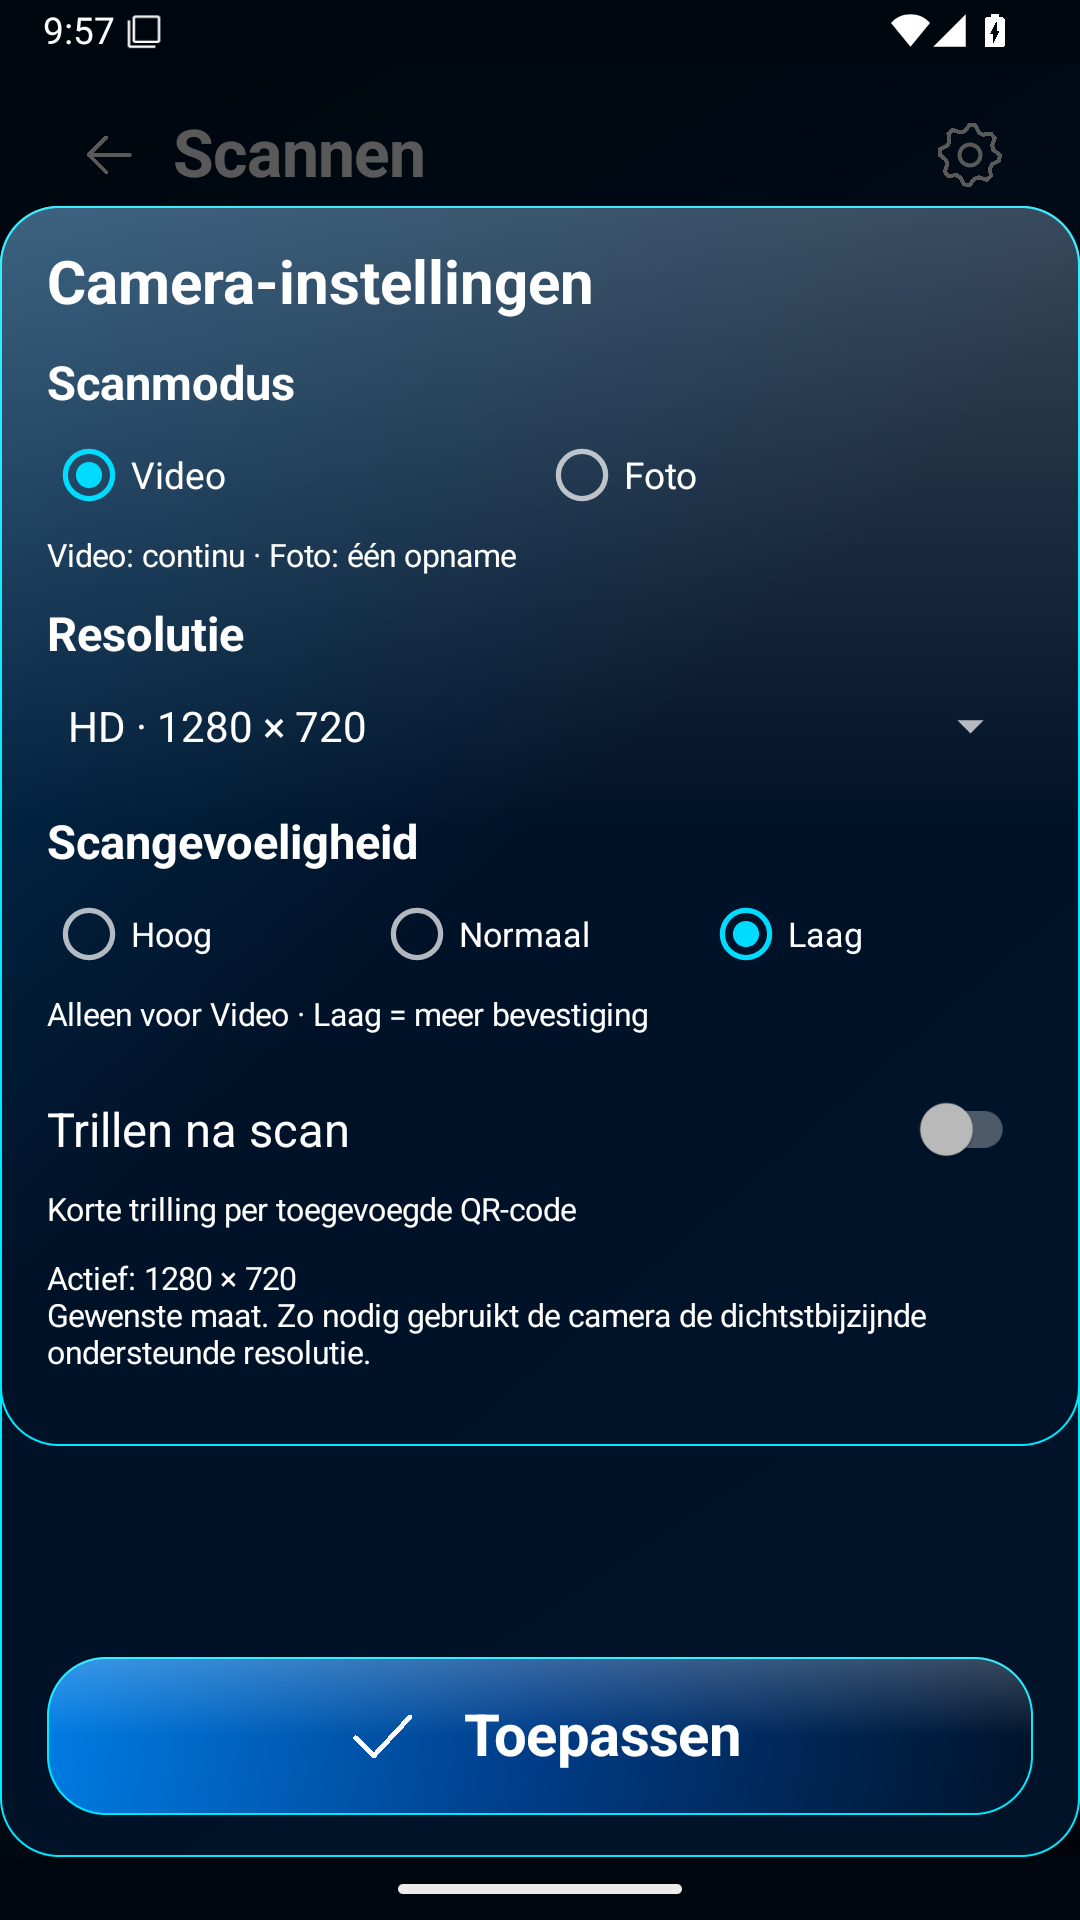 9:57
Scannen
Camera-instellingen
Scanmodus
Video
Foto
Video: continu · Foto: één opname
Resolutie
HD · 1280 × 720
Scangevoeligheid
Hoog
Normaal
Laag
Alleen voor Video · Laag = meer bevestiging
Trillen na scan
Korte trilling per toegevoegde QR-code
Actief: 1280 × 720
Gewenste maat. Zo nodig gebruikt de camera de dichtstbijzijnde
ondersteunde resolutie.
Toepassen